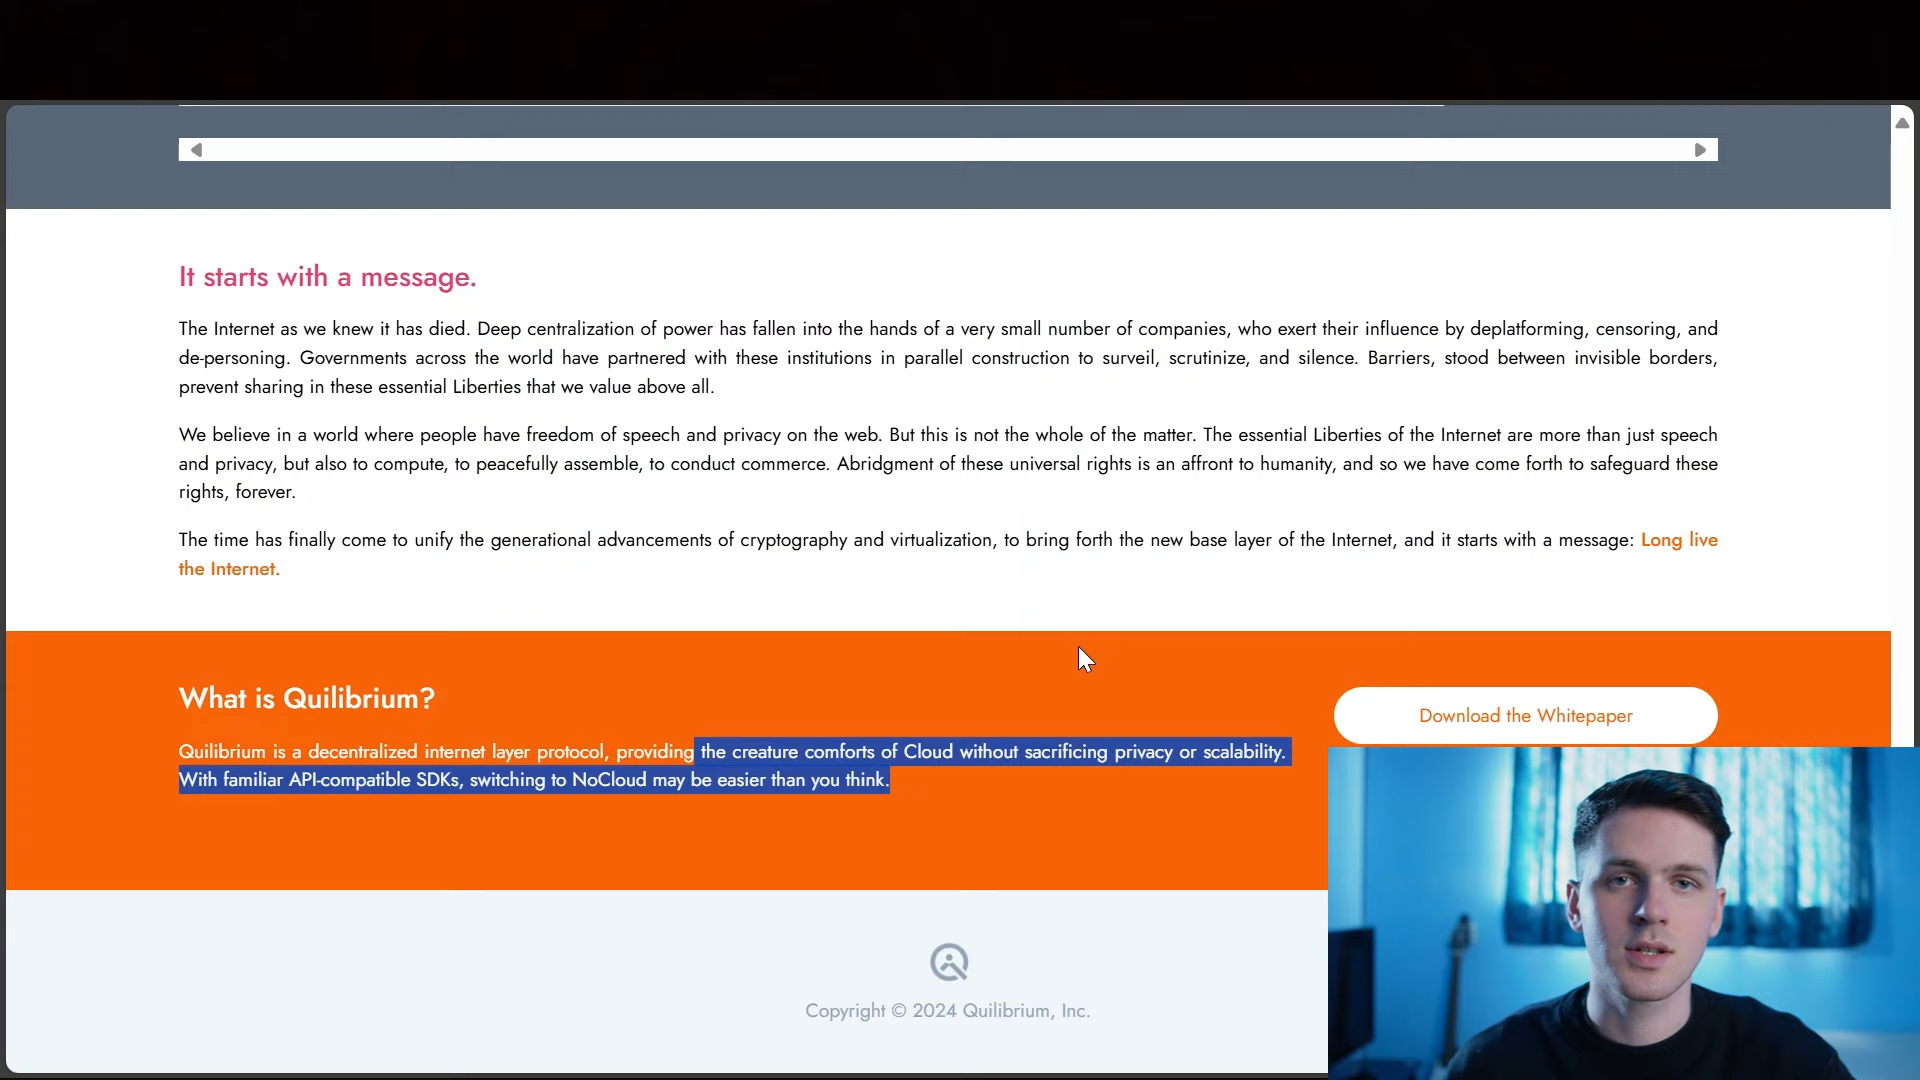 It starts with a message.
The Internet as we knew it has died. Deep centralization of power has fallen into the hands of a very small number of companies, who exert their influence by deplatforming, censoring, and
de-personing. Governments across the world have partnered with these institutions in parallel construction to surveil, scrutinize, and silence. Barriers, stood between invisible borders,
prevent sharing in these essential Liberties that we value above all.
We believe in a world where people have freedom of speech and privacy on the web. But this is not the whole of the matter. The essential Liberties of the Internet are more than just speech
and privacy, but also to compute, to peacefully assemble, to conduct commerce. Abridgment of these universal rights is an affront to humanity, and so we have come forth to safeguard these
rights, forever.
The time has finally come to unify the generational advancements of cryptography and virtualization, to bring forth the new base layer of the Internet, and it starts with a message: Long live
the Internet.
What is Quilibrium?
Quilibrium is a decentralized internet layer protocol, providing the creature comforts of Cloud without sacrificing privacy or scalability.
With familiar API-compatible SDKs, switching to NoCloud may be easier than you think.
Download the Whitepaper
Copyright © 2024 Quilibrium, Inc.